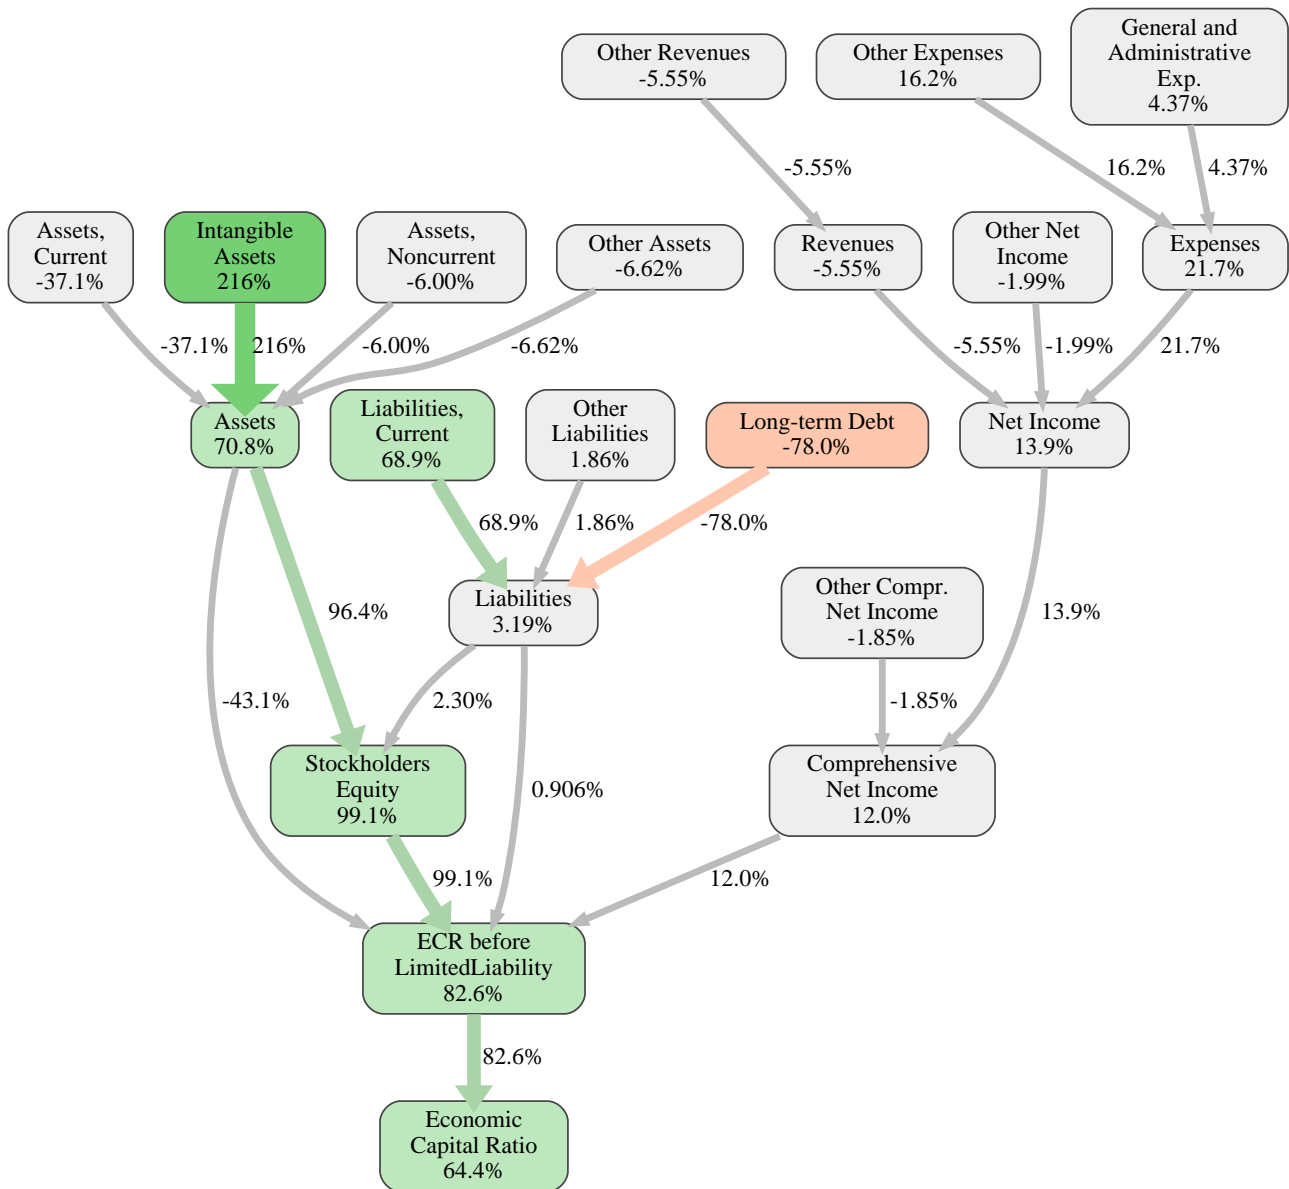 Other Revenues
-5.55%
Other Expenses
16.2%
General and
Administrative
Exp.
4.37%
-5.55%
16.2%
4.37%
Assets,
Current
-37.1%
Intangible
Assets
216%
Assets,
Noncurrent
-6.00%
Other Assets
-6.62%
Revenues
-5.55%
Other Net
Income
-1.99%
Expenses
21.7%
-37.1%
216%
-6.00%
-6.62%
-5.55%
-1.99%
21.7%
Assets
70.8%
Liabilities,
Current
68.9%
Other
Liabilities
1.86%
Long-term Debt
-78.0%
Net Income
13.9%
68.9%
1.86%
-78.0%
96.4%
Liabilities
3.19%
Other Compr.
Net Income
-1.85%
13.9%
-43.1%
2.30%
-1.85%
Stockholders
Equity
99.1%
0.906%
Comprehensive
Net Income
12.0%
99.1%
12.0%
ECR before
LimitedLiability
82.6%
82.6%
Economic
Capital Ratio
64.4%